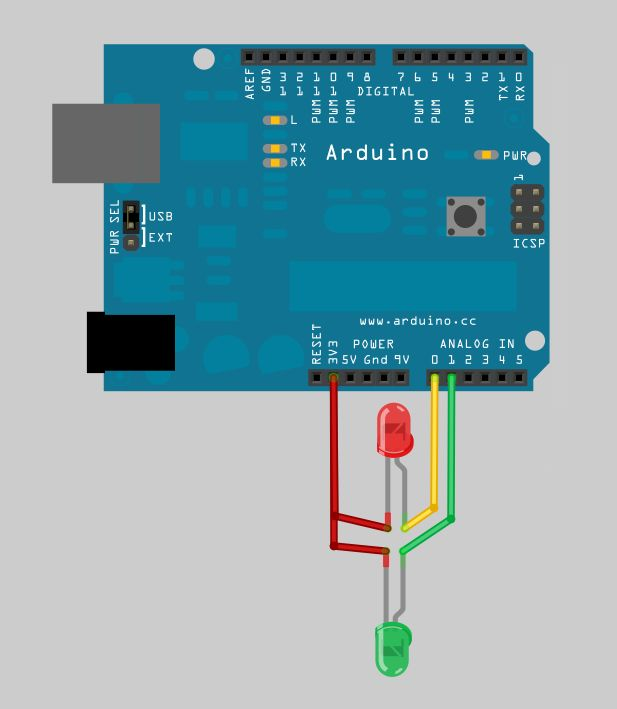 AREF GND 13 12 11 10 9 8 7 6 5 4 3 2 TX 1 RX 0
PWM PWM PWM PWM PWM PWM
DIGITAL
L
TX
RX
Arduino
PWR
1
ICSP
PWR SEL
USB
EXT
www.arduino.cc
POWER
ANALOG IN
RESET 3V3 5V Gnd 9V 0 1 2 3 4 5